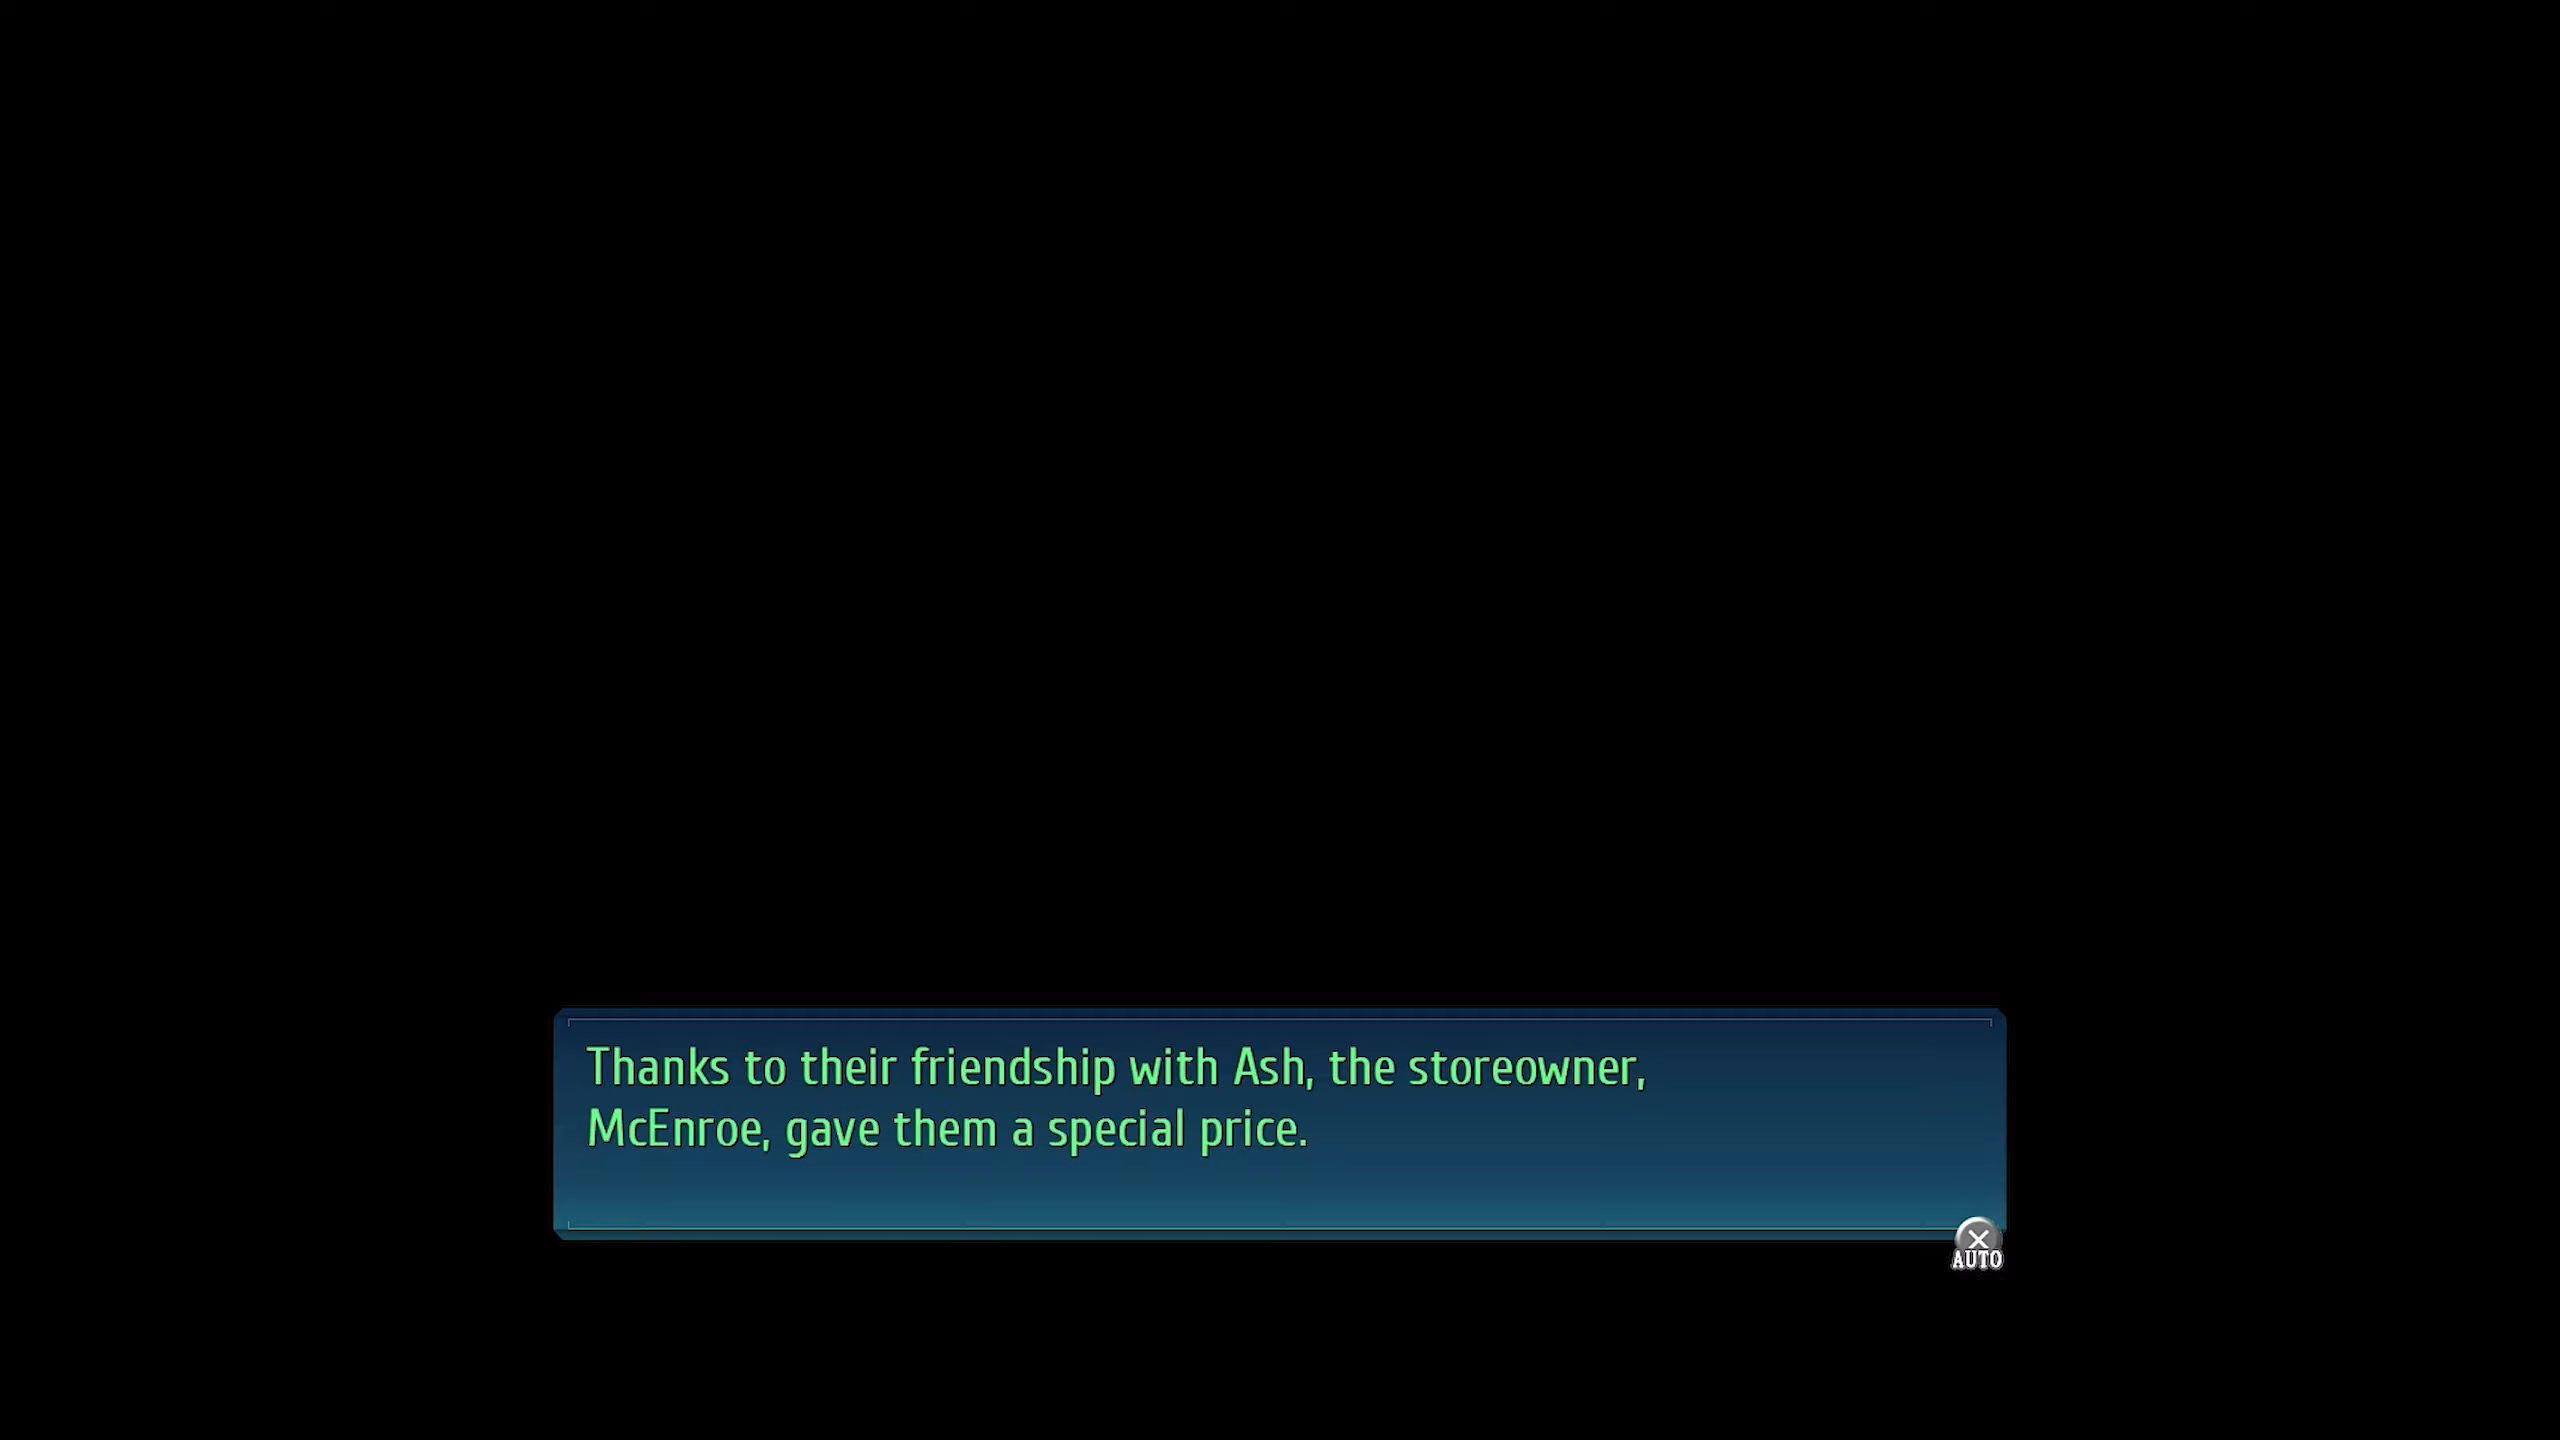 Thanks to their friendship with Ash, the storeowner,
McEnroe, gave them a special price.
AUTO